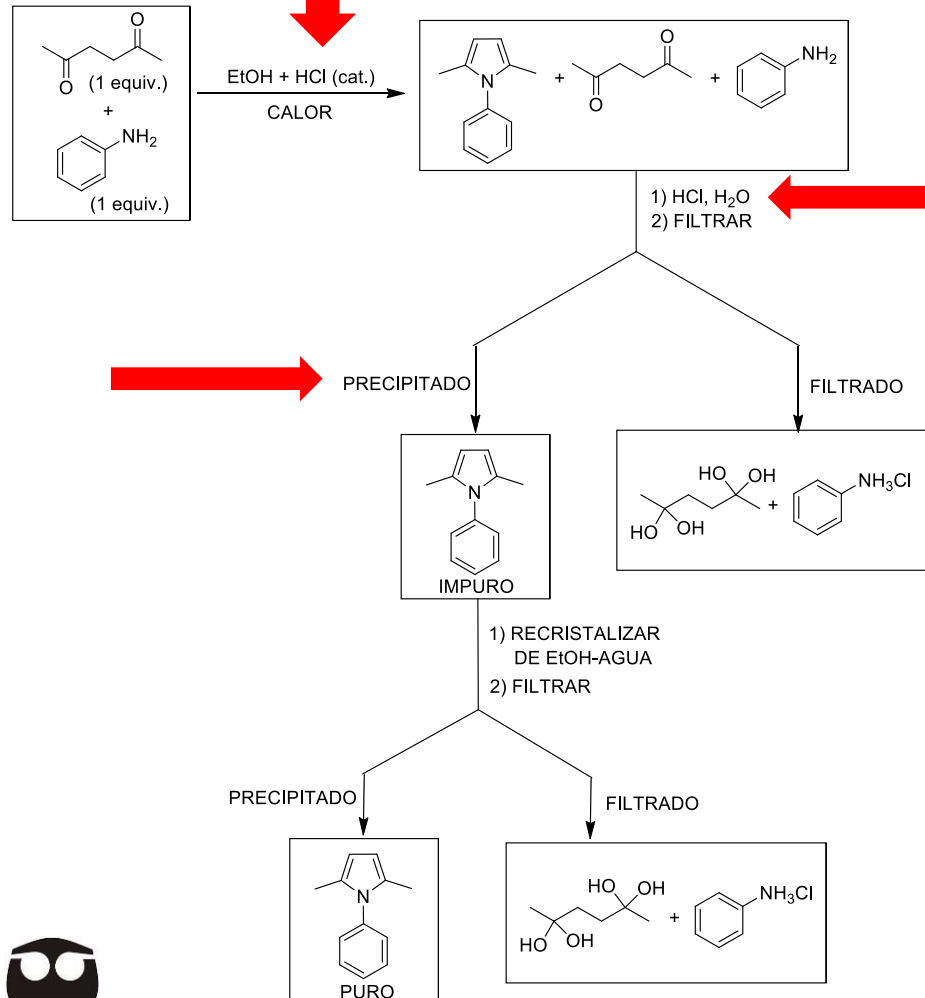 O
O
(1 equiv.)
+
NH2
(1 equiv.)
EtOH + HCl (cat.)
CALOR
N
+
O
O
+
NH2
1) HCl, H2O
2) FILTRAR
PRECIPITADO
FILTRADO
N
IMPURO
HO OH
HO OH
+
NH3Cl
1) RECRISTALIZAR
DE EtOH-AGUA
2) FILTRAR
PRECIPITADO
FILTRADO
N
PURO
HO OH
HO OH
+
NH3Cl